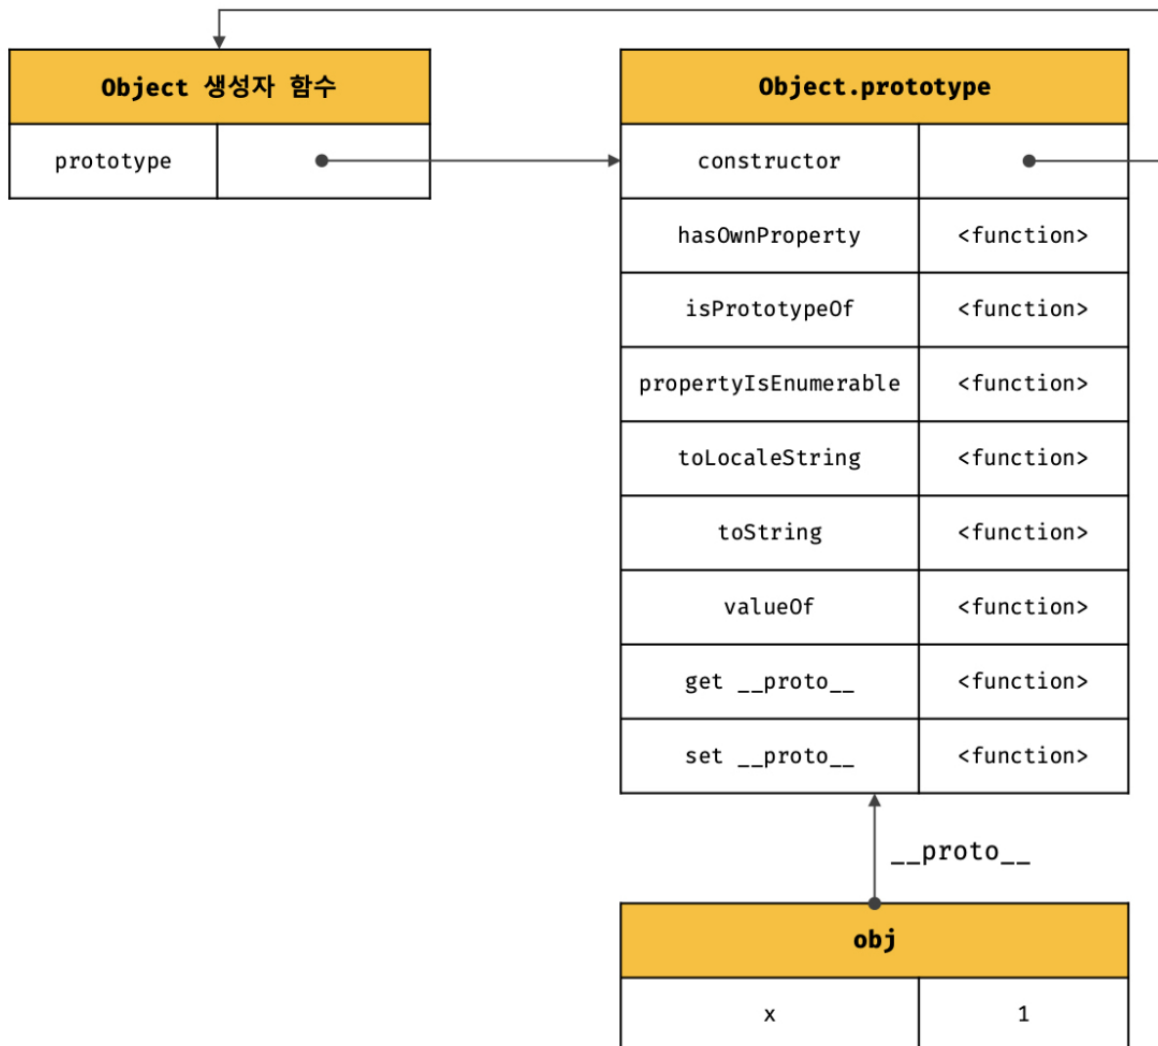 Object 생성자 함수
prototype
Object.prototype
constructor
hasOwnProperty <function>
isPrototypeOf <function>
propertyIsEnumerable <function>
toLocaleString <function>
toString <function>
valueOf <function>
get __proto__ <function>
set __proto__ <function>
__proto__
obj
x 1